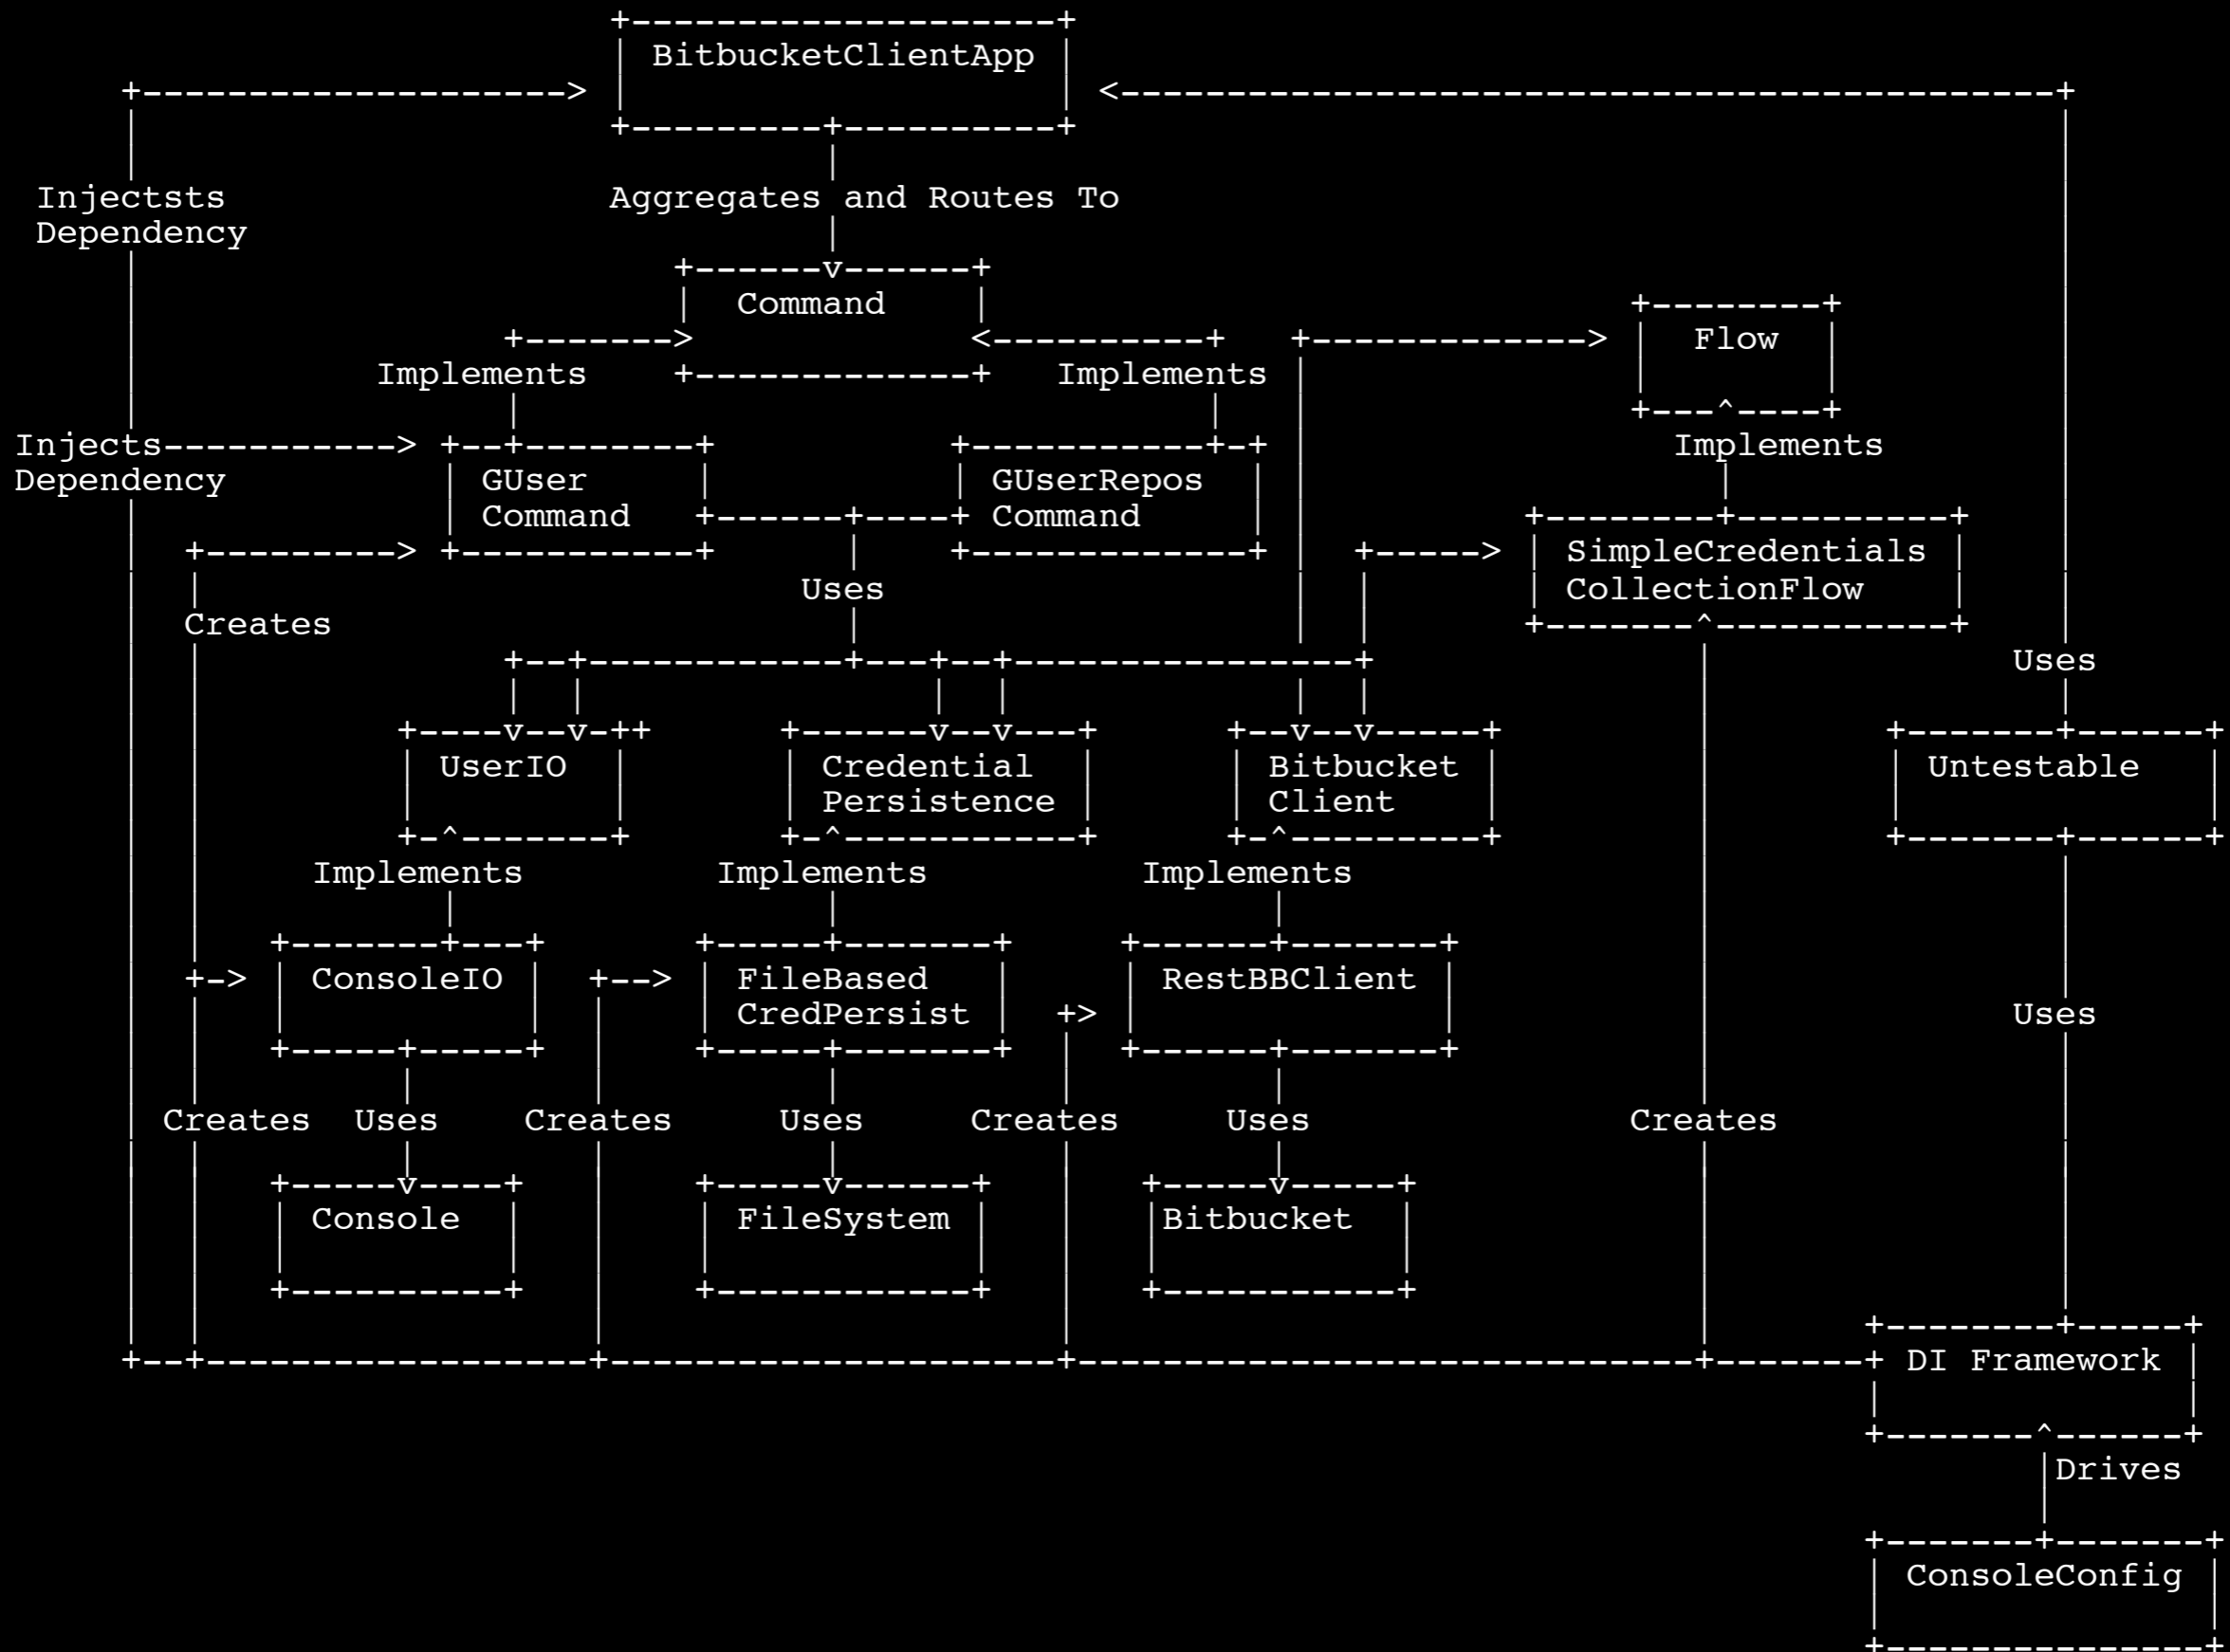 BitbucketClientApp
Injectsts
Dependency
Aggregates and Routes To
Command
Flow
Implements
Implements
Injects
Dependency
Implements
GUser
Command
GUserRepos
Command
SimpleCredentials
CollectionFlow
Uses
Creates
Uses
UserIO
Credential
Persistence
Bitbucket
Client
Untestable
Implements
Implements
Implements
ConsoleIO
FileBased
CredPersist
RestBBClient
Uses
Creates
Uses
Creates
Uses
Creates
Uses
Creates
Console
FileSystem
Bitbucket
DI Framework
Drives
ConsoleConfig